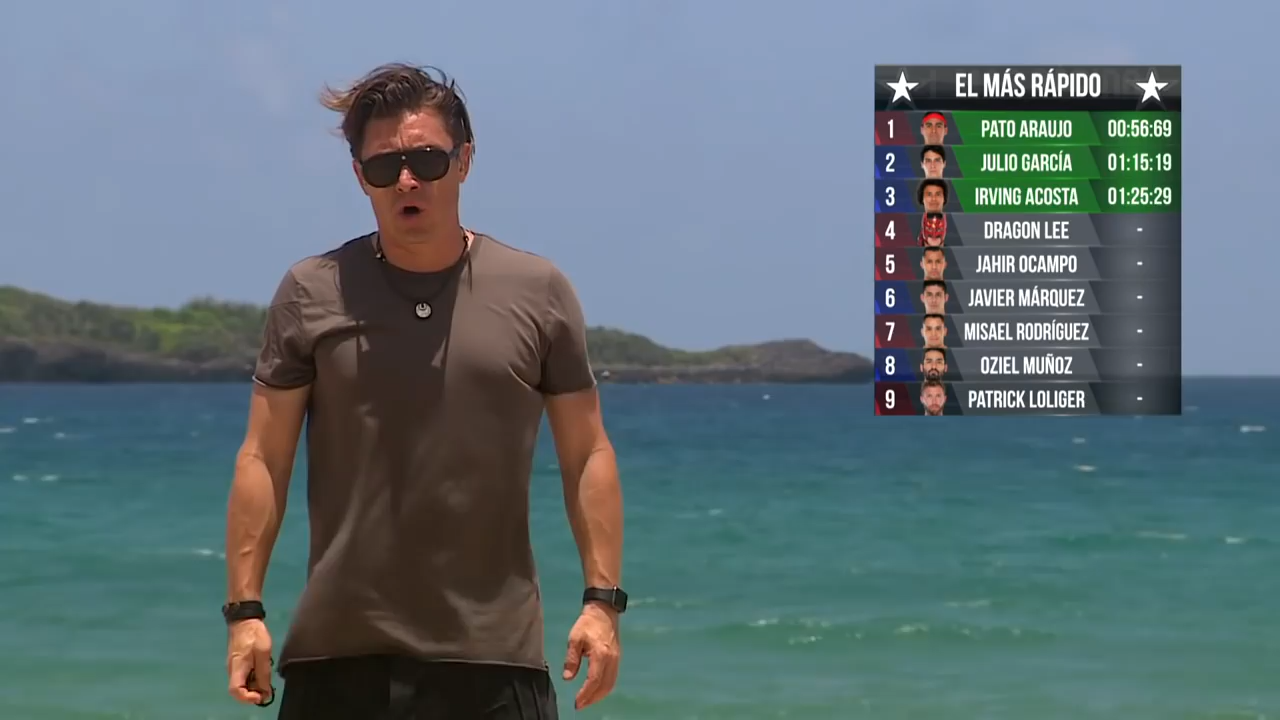 EL MÁS RÁPIDO
1 PATO ARAUJO 00:56:69
2 JULIO GARCÍA 01:15:19
3 IRVING ACOSTA 01:25:29
4 DRAGON LEE -
5 JAHIR OCAMPO -
6 JAVIER MÁRQUEZ -
7 MISAEL RODRÍGUEZ -
8 OZIEL MUÑOZ -
9 PATRICK LOLIGER -